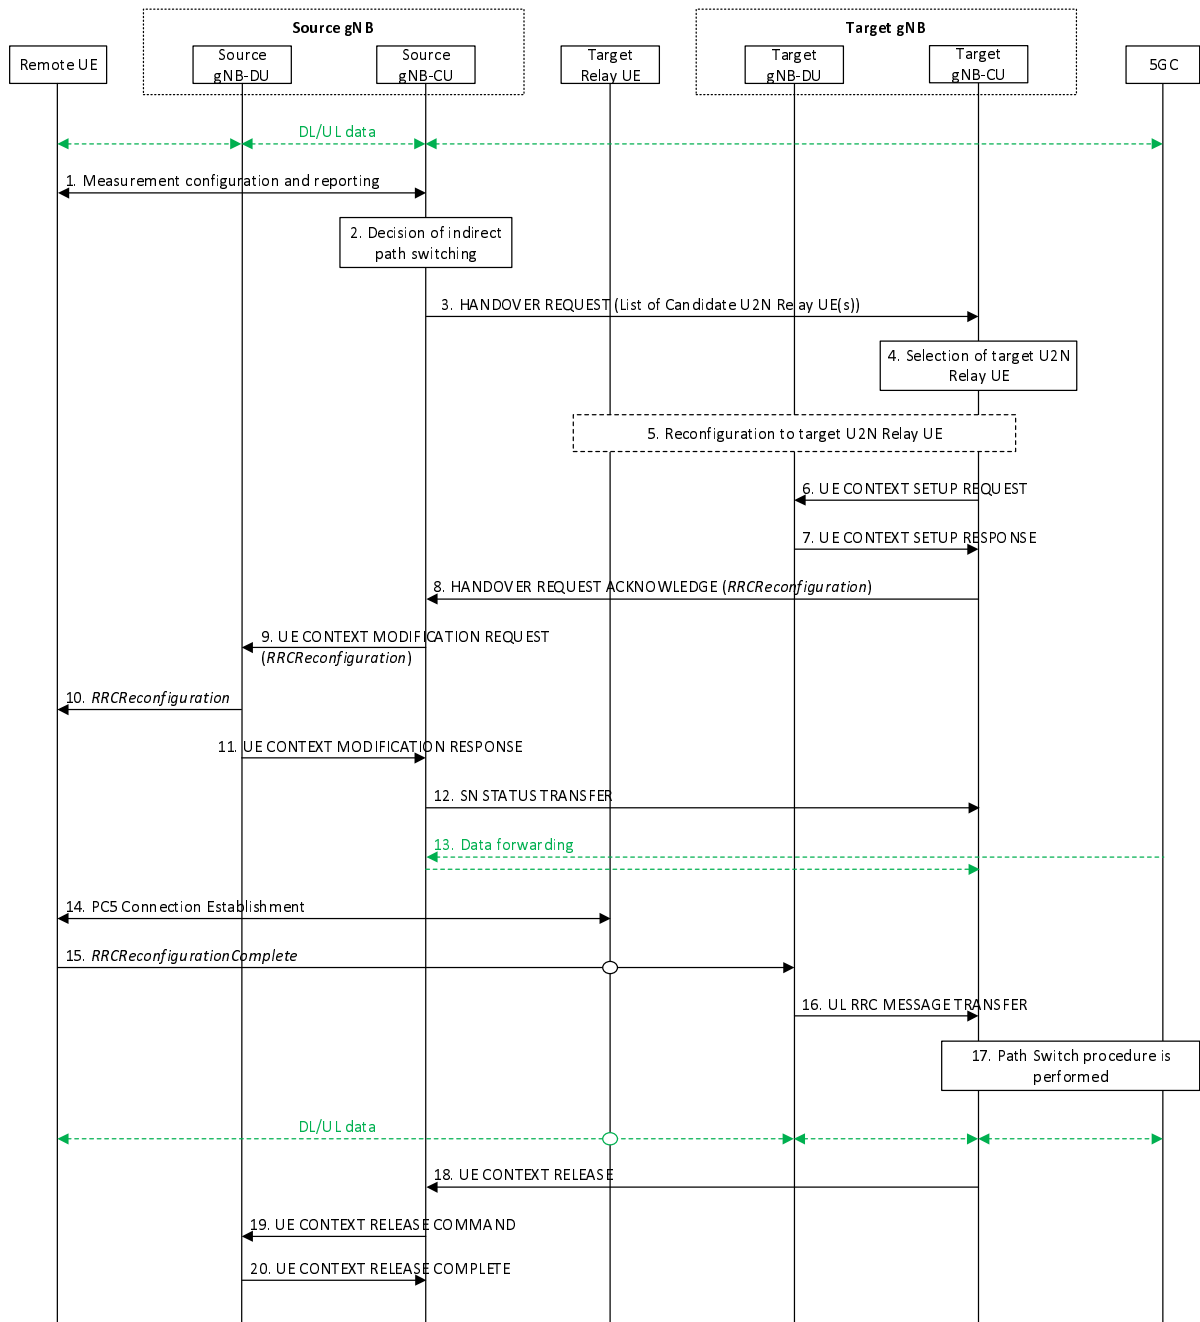 Source gNB
Target gNB
Remote UE
Source
gNB-DU
Source
gNB-CU
Target
Relay UE
Target
gNB-DU
Target
gNB-CU
5GC
DL/UL data
1. Measurement configuration and reporting
2. Decision of indirect
path switching
3. HANDOVER REQUEST (List of Candidate U2N Relay UE(s))
4. Selection of target U2N
Relay UE
5. Reconfiguration to target U2N Relay UE
6. UE CONTEXT SETUP REQUEST
7. UE CONTEXT SETUP RESPONSE
8. HANDOVER REQUEST ACKNOWLEDGE (RRCReconfiguration)
9. UE CONTEXT MODIFICATION REQUEST
(RRCReconfiguration)
10. RRCReconfiguration
11. UE CONTEXT MODIFICATION RESPONSE
12. SN STATUS TRANSFER
13. Data forwarding
14. PC5 Connection Establishment
15. RRCReconfigurationComplete
16. UL RRC MESSAGE TRANSFER
17. Path Switch procedure is
performed
DL/UL data
18. UE CONTEXT RELEASE
19. UE CONTEXT RELEASE COMMAND
20. UE CONTEXT RELEASE COMPLETE